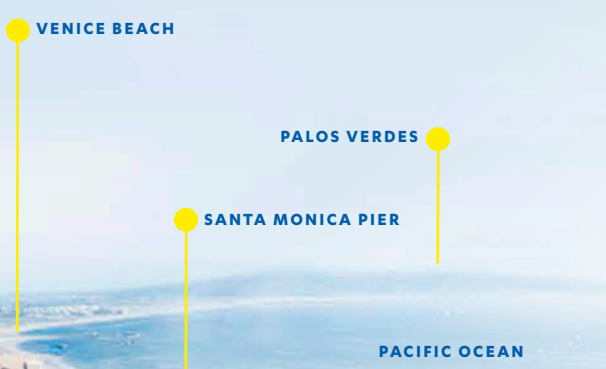 VENICE BEACH
PALOS VERDES
SANTA MONICA PIER
PACIFIC OCEAN